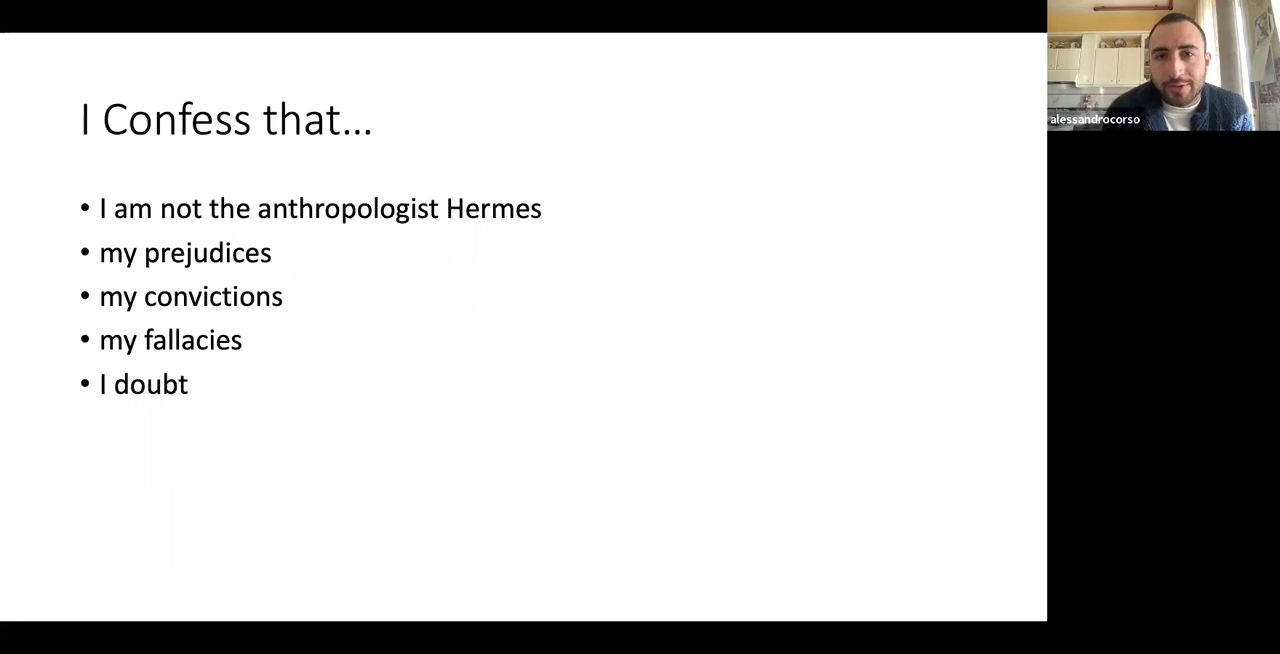 I Confess that...
• I am not the anthropologist Hermes
• my prejudices
• my convictions
• my fallacies
• I doubt
alessandrocorso